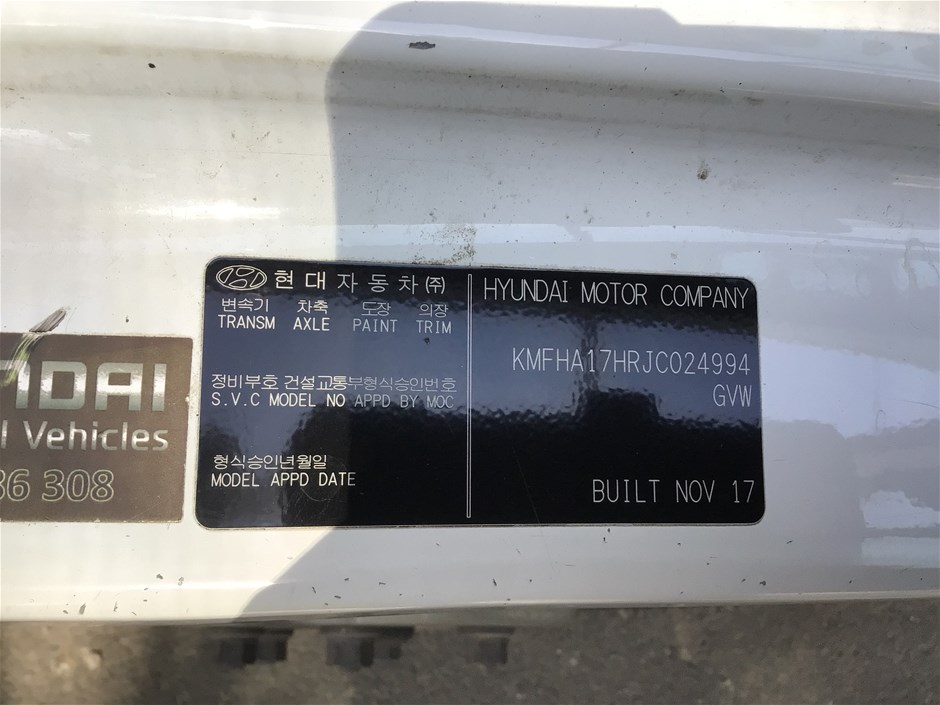 현대자동차(주)
변속기 차축 도장 의장
TRANSM AXLE PAINT TRIM
정비부호 건설교통부형식승인번호
S.V.C MODEL NO APPD BY MOC
형식승인년월일
MODEL APPD DATE
HYUNDAI MOTOR COMPANY
KMFHA17HRJC024994
GVW
BUILT NOV 17
NDAI
l Vehicles
36 308